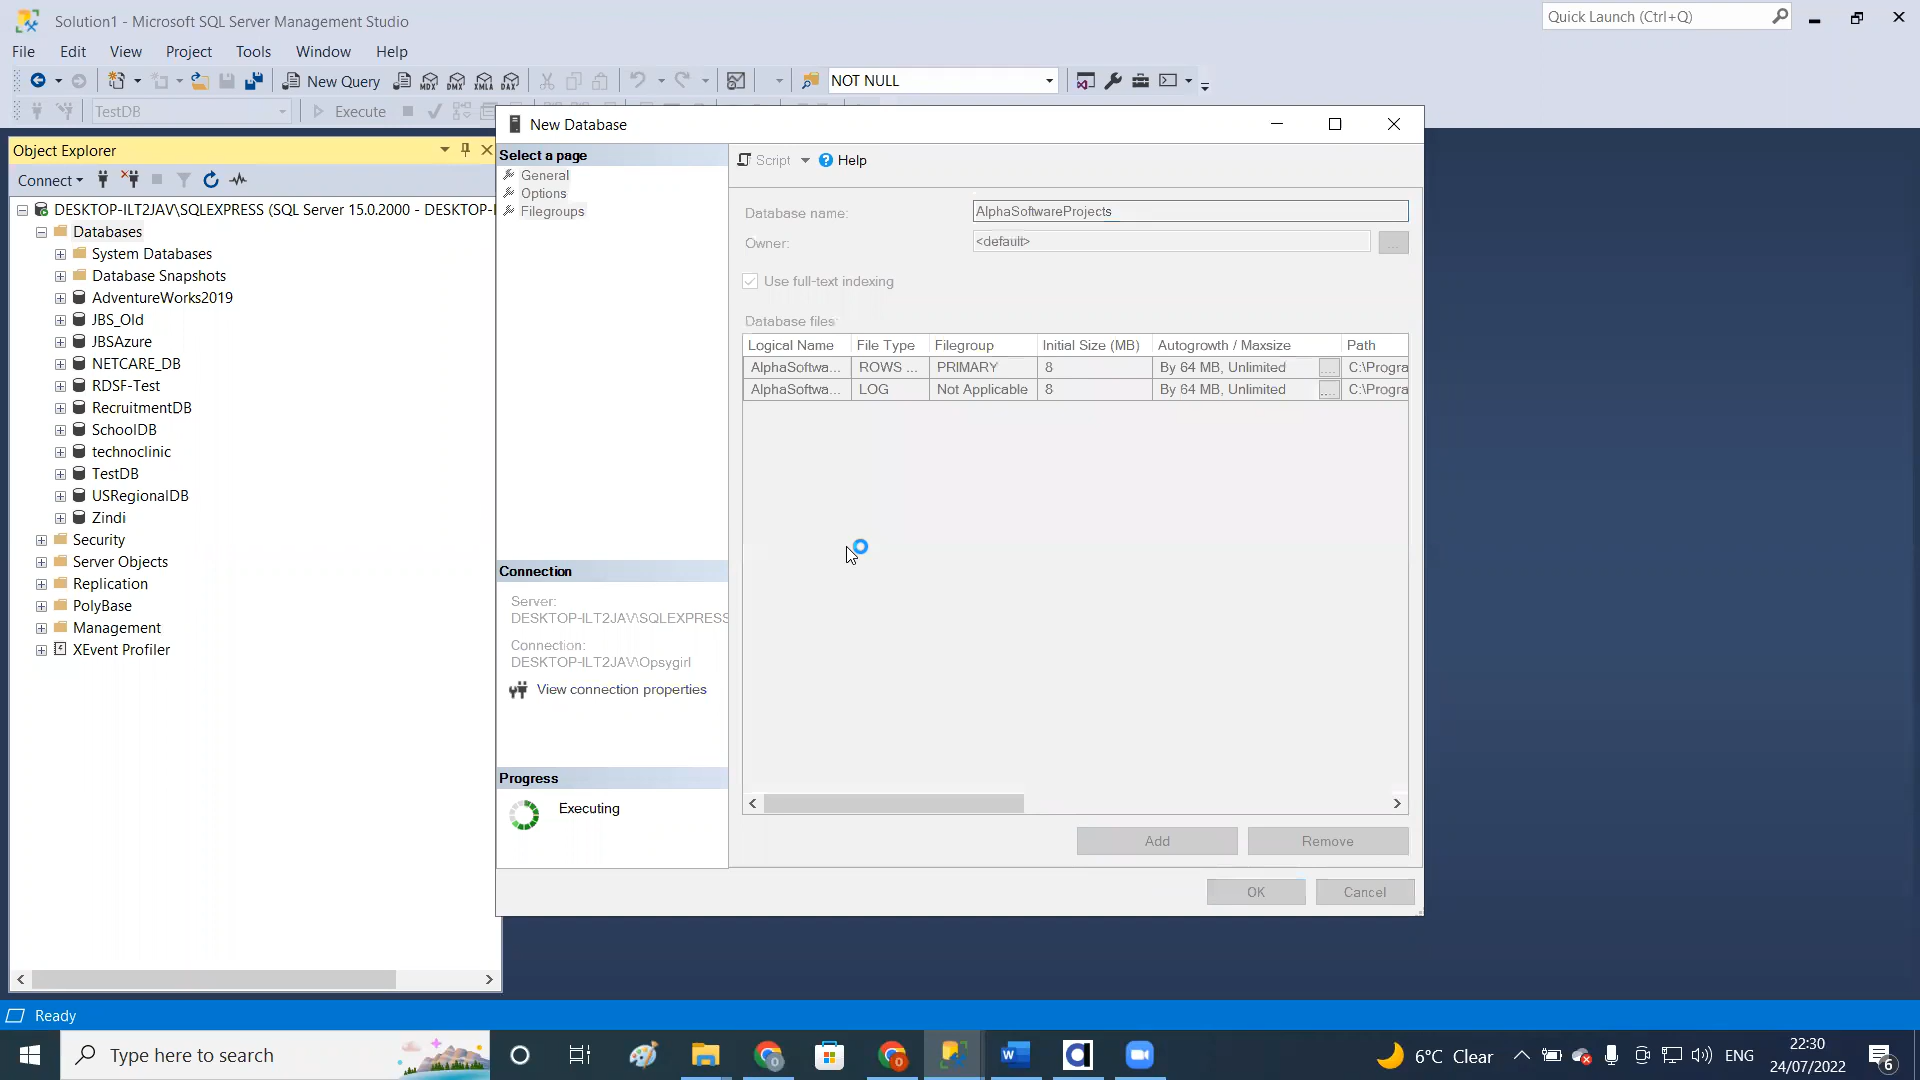 Solution1 - Microsoft SQL Server Management Studio
Quick Launch (Ctrl+Q)
File Edit View Project Tools Window Help
New Query MDX DMX XMLA DAX NOT NULL
TestDB Execute
Object Explorer
Connect
DESKTOP-ILT2JAV\SQLEXPRESS (SQL Server 15.0.2000 - DESKTOP-I
Databases
System Databases
Database Snapshots
AdventureWorks2019
JBS_Old
JBSAzure
NETCARE_DB
RDSF-Test
RecruitmentDB
SchoolDB
technoclinic
TestDB
USRegionalDB
Zindi
Security
Server Objects
Replication
PolyBase
Management
XEvent Profiler
New Database
Select a page
General
Options
Filegroups
Connection
Server:
DESKTOP-ILT2JAV\SQLEXPRESS
Connection:
DESKTOP-ILT2JAV\Opsygirl
View connection properties
Progress
Executing
Script Help
Database name: AlphaSoftwareProjects
Owner: <default> ...
Use full-text indexing
Database files
Logical Name File Type Filegroup Initial Size (MB) Autogrowth / Maxsize Path
AlphaSoftwa... ROWS ... PRIMARY 8 By 64 MB, Unlimited ... C:\Progra
AlphaSoftwa... LOG Not Applicable 8 By 64 MB, Unlimited ... C:\Progra
Add Remove
OK Cancel
Ready
Type here to search
6°C Clear
ENG
22:30
24/07/2022
6